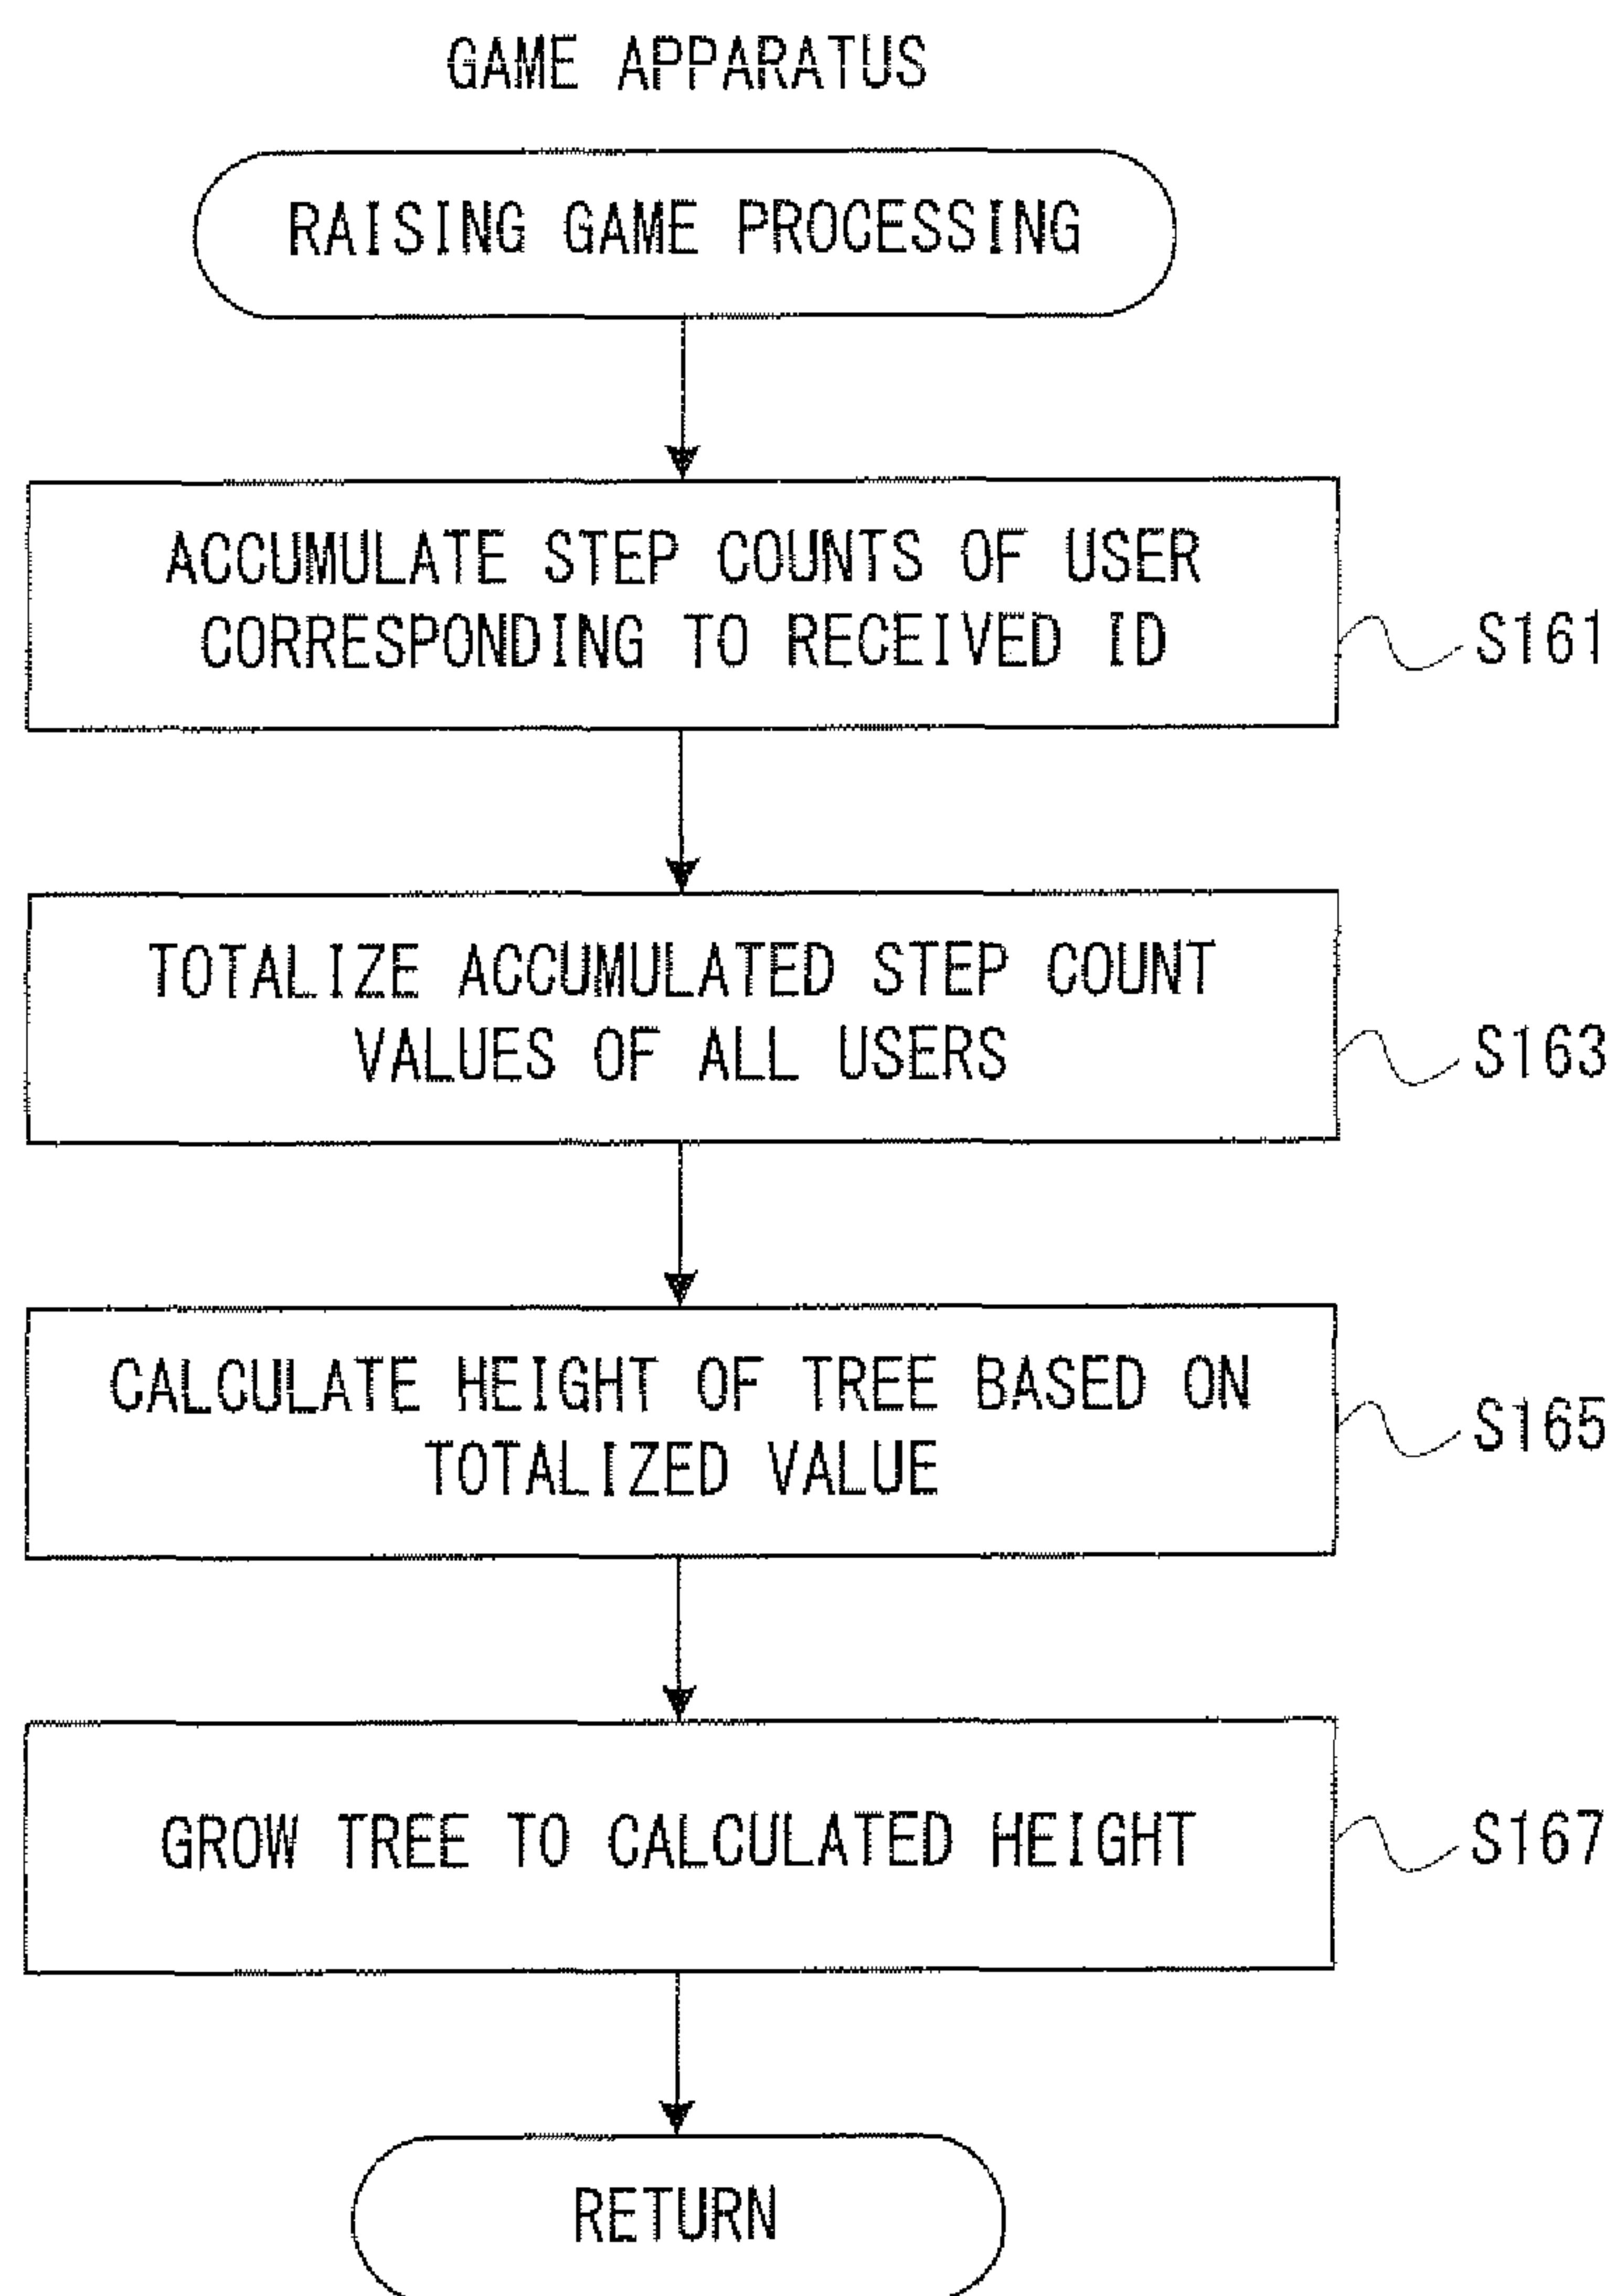 GAME APPARATUS
RAISING GAME PROCESSING
ACCUMULATE STEP COUNTS OF USER
CORRESPONDING TO RECEIVED ID
S161
TOTALIZE ACCUMULATED STEP COUNT
VALUES OF ALL USERS
S163
CALCULATE HEIGHT OF TREE BASED ON
TOTALIZED VALUE
S165
GROW TREE TO CALCULATED HEIGHT
S167
RETURN